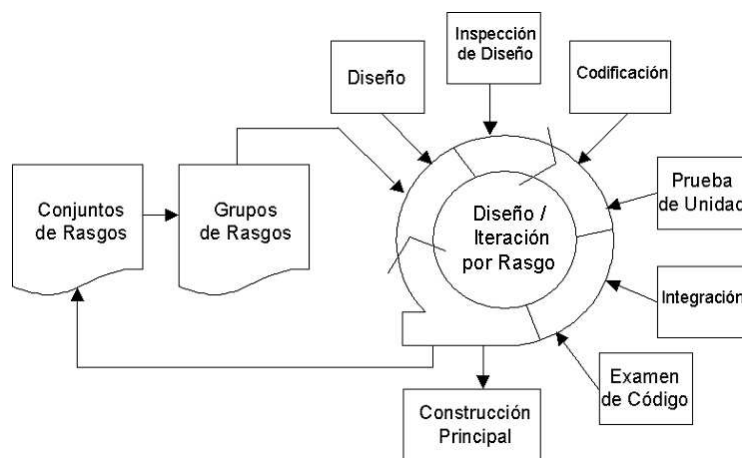 Inspección
de Diseño
Diseño
Codificación
Conjuntos
de Rasgos
Grupos
de Rasgos
Diseño /
Iteración
por Rasgo
Prueba
de Unidad
Integración
Examen
de Código
Construcción
Principal